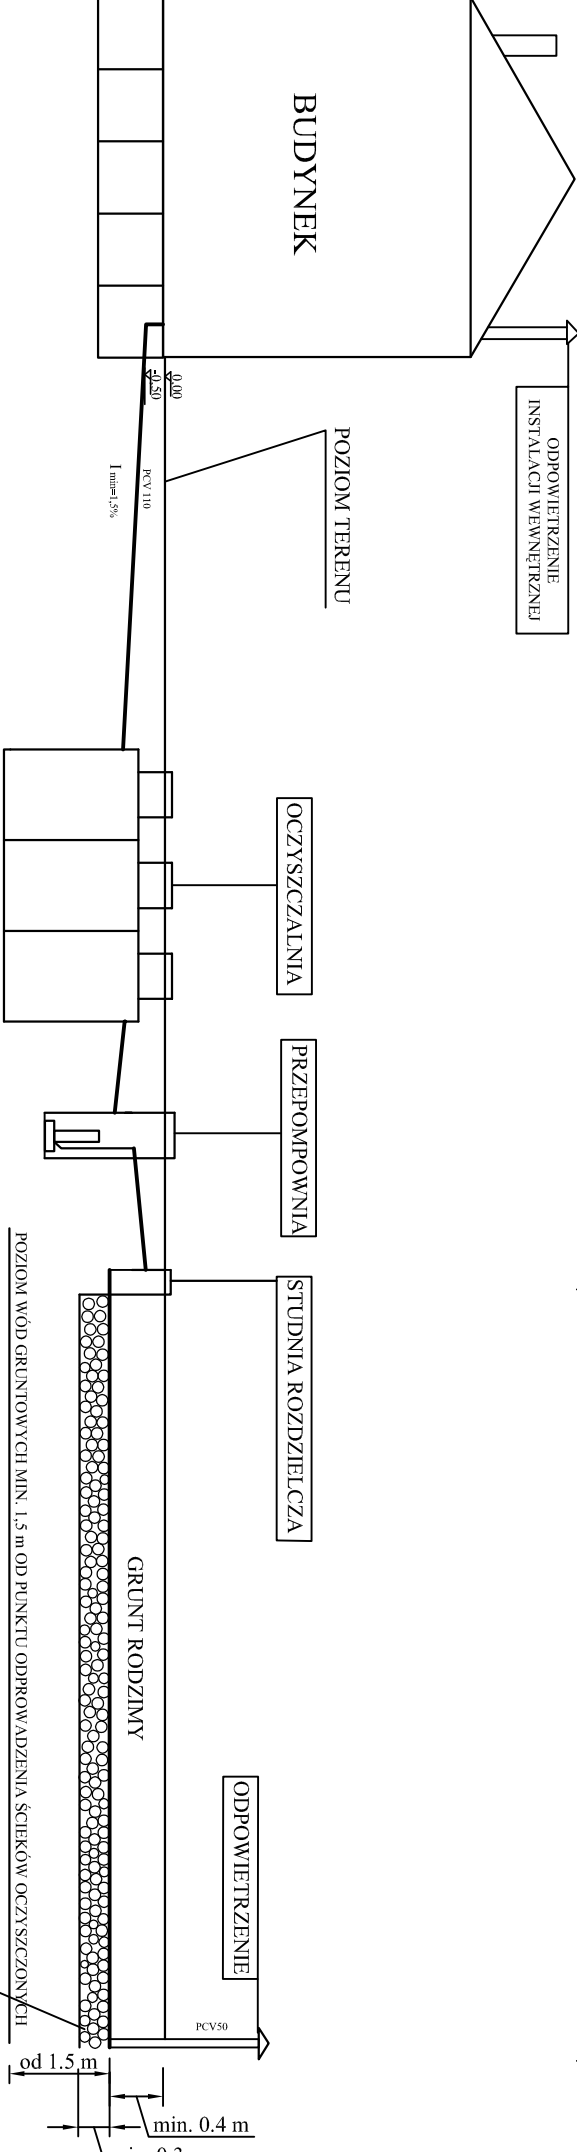 BUDYNEK
ODPOWIETRZENIE
INSTALACJI WEWNĘTRZNEJ
0,00
-0,50
PCV 110
I min=1,5%
POZIOM TERENU
OCZYSZCZALNIA
PRZEPOMPOWNIA
STUDNIA ROZDZIELCZA
GRUNT RODZIMY
POZIOM WÓD GRUNTOWYCH MIN. 1,5 m OD PUNKTU ODPROWADZENIA ŚCIEKÓW OCZYSZCZONYCH
ODPOWIETRZENIE
PCV50
od 1.5 m
min. 0.4 m